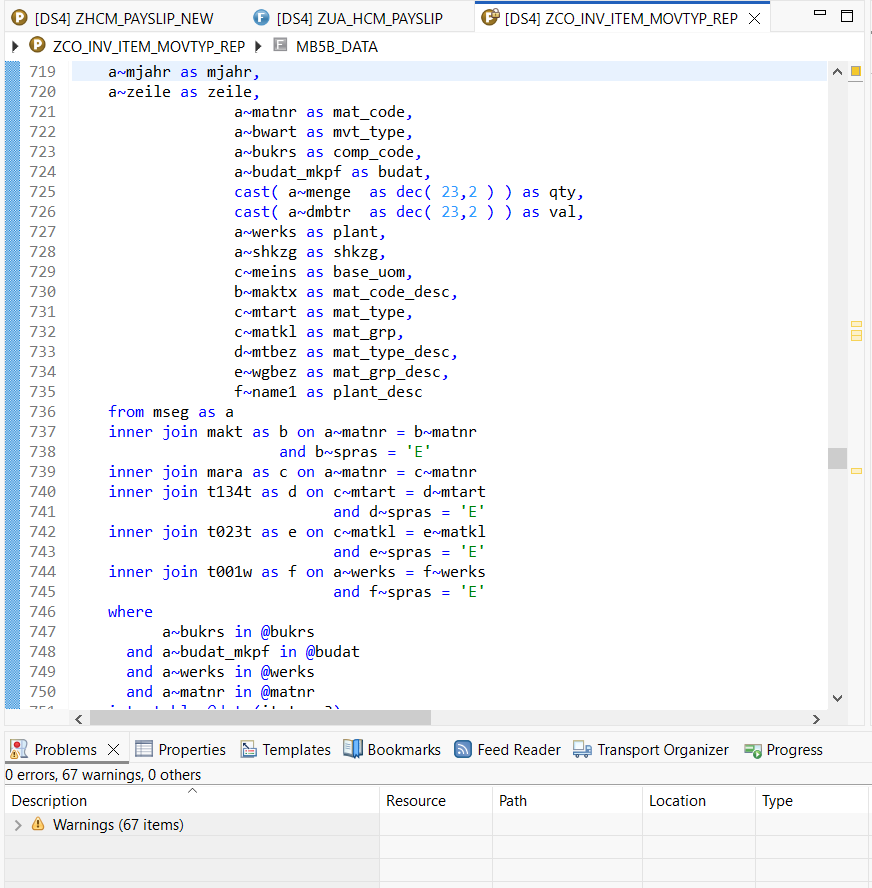 [DS4] ZHCM_PAYSLIP_NEW
[DS4] ZUA_HCM_PAYSLIP
[DS4] ZCO_INV_ITEM_MOVTYP_REP
ZCO_INV_ITEM_MOVTYP_REP
MB5B_DATA
719 a~mjahr as mjahr,
720 a~zeile as zeile,
721 a~matnr as mat_code,
722 a~bwart as mvt_type,
723 a~bukrs as comp_code,
724 a~budat_mkpf as budat,
725 cast( a~menge  as dec( 23,2 ) ) as qty,
726 cast( a~dmbtr  as dec( 23,2 ) ) as val,
727 a~werks as plant,
728 a~shkzg as shkzg,
729 c~meins as base_uom,
730 b~maktx as mat_code_desc,
731 c~mtart as mat_type,
732 c~matkl as mat_grp,
733 d~mtbez as mat_type_desc,
734 e~wgbez as mat_grp_desc,
735 f~name1 as plant_desc
736 from mseg as a
737 inner join makt as b on a~matnr = b~matnr
738 and b~spras = 'E'
739 inner join mara as c on a~matnr = c~matnr
740 inner join t134t as d on c~mtart = d~mtart
741 and d~spras = 'E'
742 inner join t023t as e on c~matkl = e~matkl
743 and e~spras = 'E'
744 inner join t001w as f on a~werks = f~werks
745 and f~spras = 'E'
746 where
747 a~bukrs in @bukrs
748 and a~budat_mkpf in @budat
749 and a~werks in @werks
750 and a~matnr in @matnr
Problems
Properties
Templates
Bookmarks
Feed Reader
Transport Organizer
Progress
0 errors, 67 warnings, 0 others
Description
Resource
Path
Location
Type
Warnings (67 items)